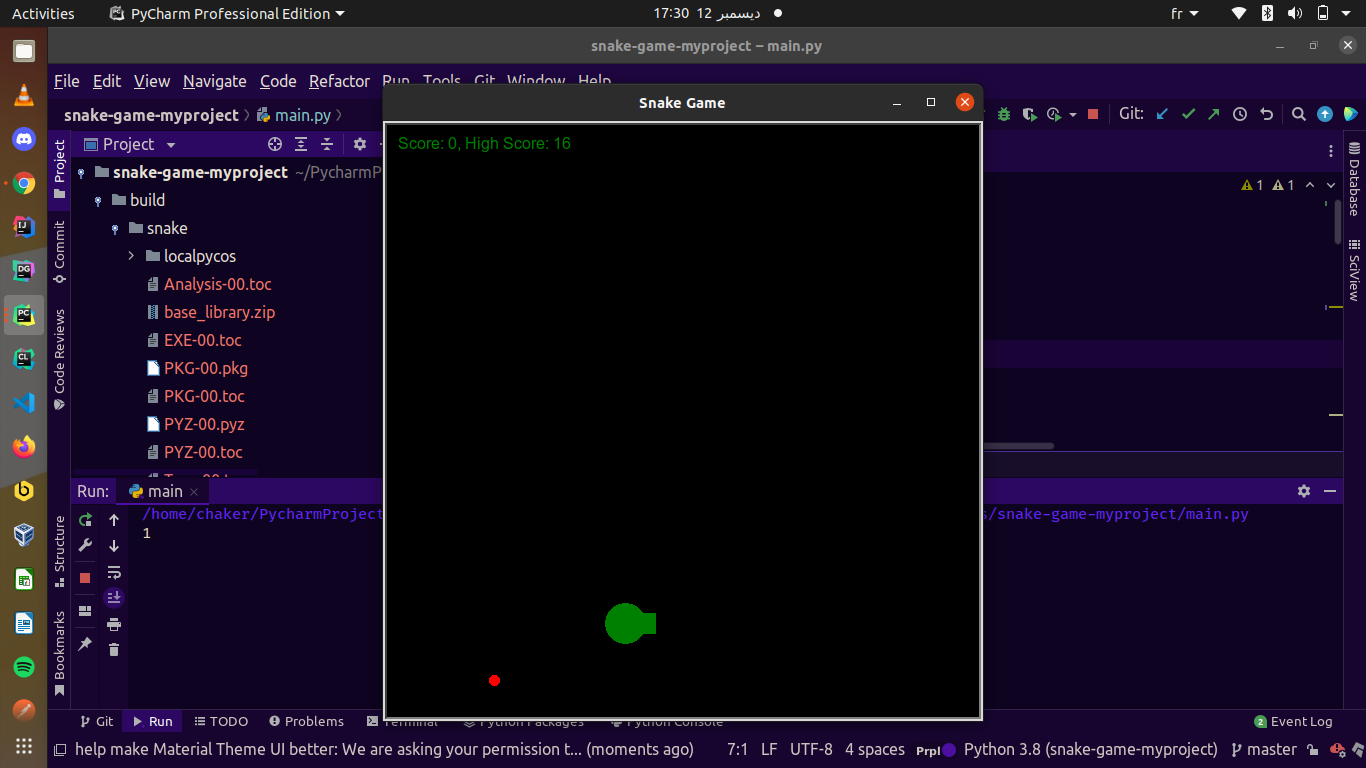 Activities
PyCharm Professional Edition
17:30 12 ديسمبر
fr
snake-game-myproject – main.py
File Edit View Navigate Code Refactor Run Tools Git Window Help
Snake Game
snake-game-myproject
main.py
Git:
Project
Project
Score: 0, High Score: 16
snake-game-myproject ~/PycharmP
1
1
build
snake
localpycos
Analysis-00.toc
base_library.zip
EXE-00.toc
PKG-00.pkg
PKG-00.toc
PYZ-00.pyz
PYZ-00.toc
Commit
Code Reviews
Structure
Bookmarks
Database
SciView
Run:
main
/home/chaker/PycharmProject
s/snake-game-myproject/main.py
1
Git
Run
TODO
Problems
Terminal
Python Packages
Python Console
2 Event Log
help make Material Theme UI better: We are asking your permission t... (moments ago)
7:1 LF UTF-8 4 spaces Prpl Python 3.8 (snake-game-myproject) master